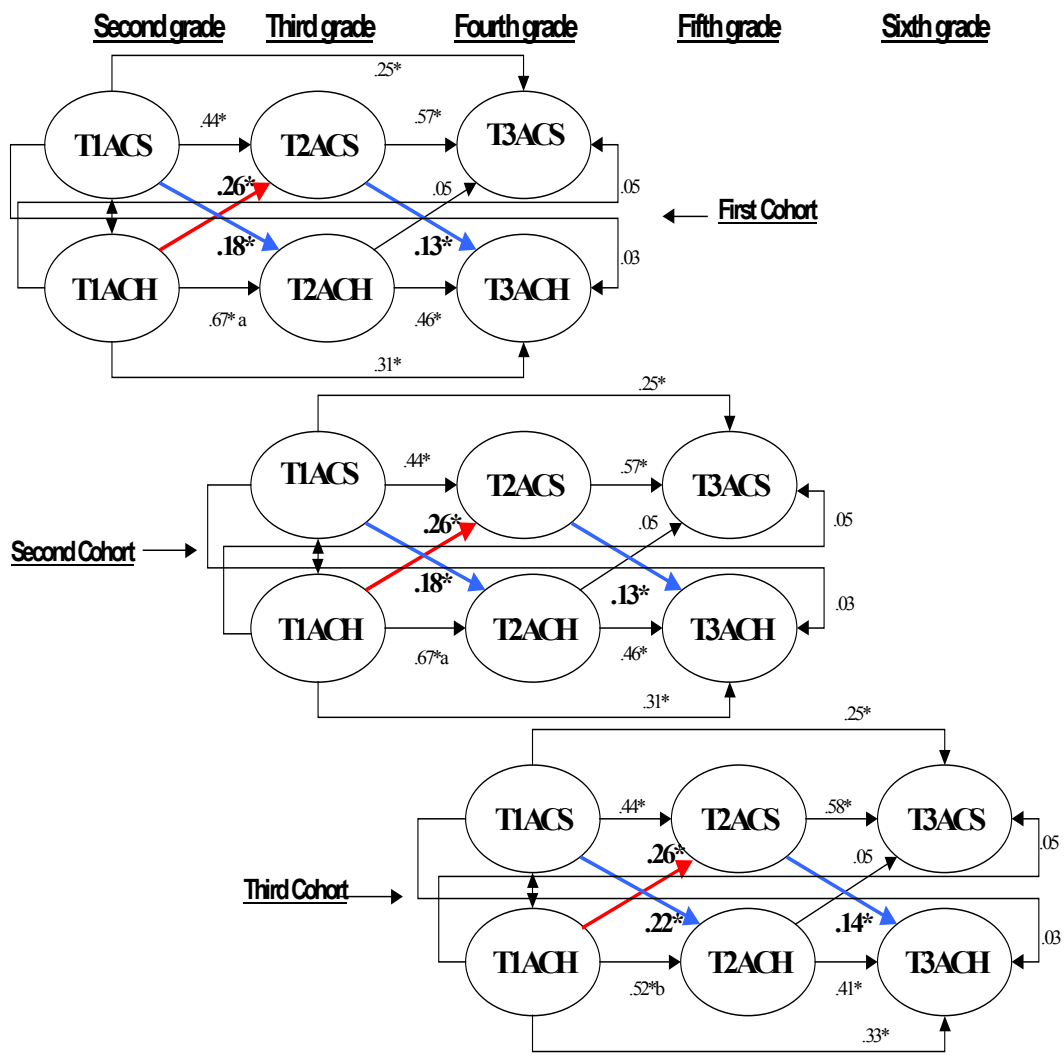 Second grade Third grade Fourth grade Fifth grade Sixth grade
.25*
T1ACS .44* T2ACS .57* T3ACS
.26* .05 .05
First Cohort
.18* .13* .03
T1ACH T2ACH T3ACH
.67* a .46*
.31*
.25*
T1ACS .44* T2ACS .57* T3ACS
.26* .05 .05
Second Cohort
.18* .13* .03
T1ACH T2ACH T3ACH
.67*a .46*
.31*
.25*
T1ACS .44* T2ACS .58* T3ACS
.26* .05 .05
Third Cohort
.22* .14* .03
T1ACH T2ACH T3ACH
.52*b .41*
.33*